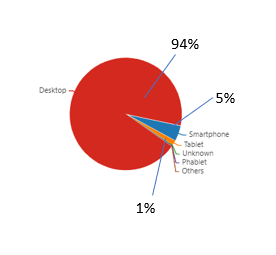 94%
Desktop
5%
Smartphone
Tablet
Unknown
Phablet
Others
1%